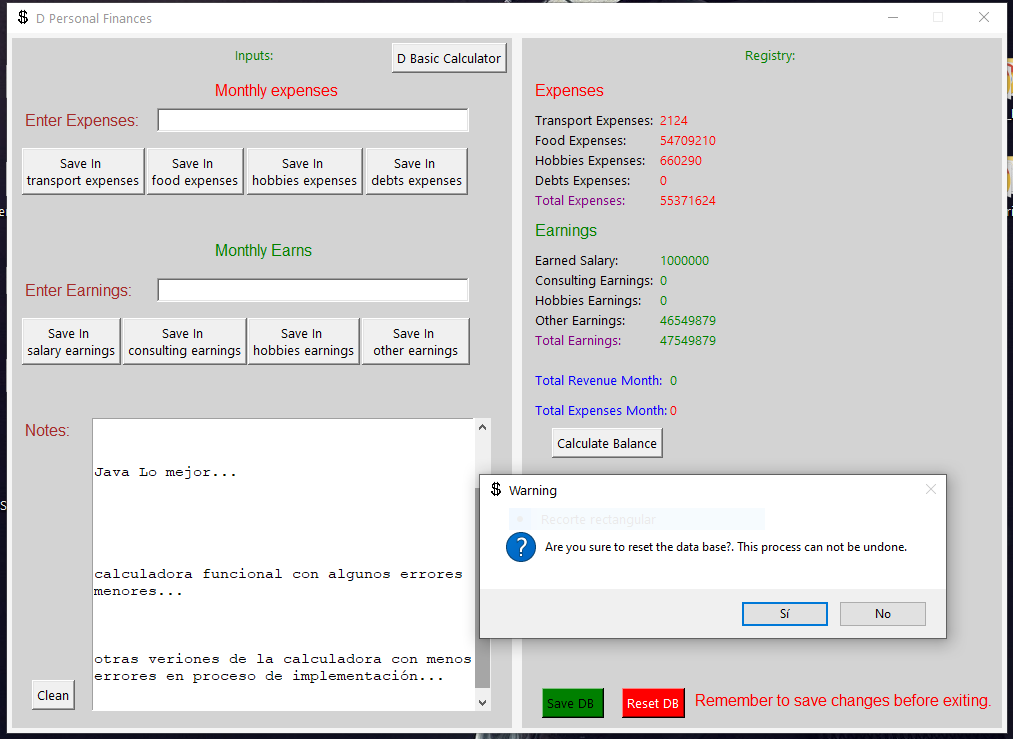 $ D Personal Finances
Inputs:
D Basic Calculator
Monthly expenses
Enter Expenses:
Save In
transport expenses
Save In
food expenses
Save In
hobbies expenses
Save In
debts expenses
Monthly Earns
Enter Earnings:
Save In
salary earnings
Save In
consulting earnings
Save In
hobbies earnings
Save In
other earnings
Notes:
Java Lo mejor...
calculadora funcional con algunos errores
menores...
otras veriones de la calculadora con menos
errores en proceso de implementación...
Clean
Registry:
Expenses
Transport Expenses: 2124
Food Expenses: 54709210
Hobbies Expenses: 660290
Debts Expenses: 0
Total Expenses: 55371624
Earnings
Earned Salary: 1000000
Consulting Earnings: 0
Hobbies Earnings: 0
Other Earnings: 46549879
Total Earnings: 47549879
Total Revenue Month: 0
Total Expenses Month: 0
Calculate Balance
$ Warning
Recorte rectangular
? Are you sure to reset the data base?. This process can not be undone.
Sí
No
Save DB
Reset DB
Remember to save changes before exiting.